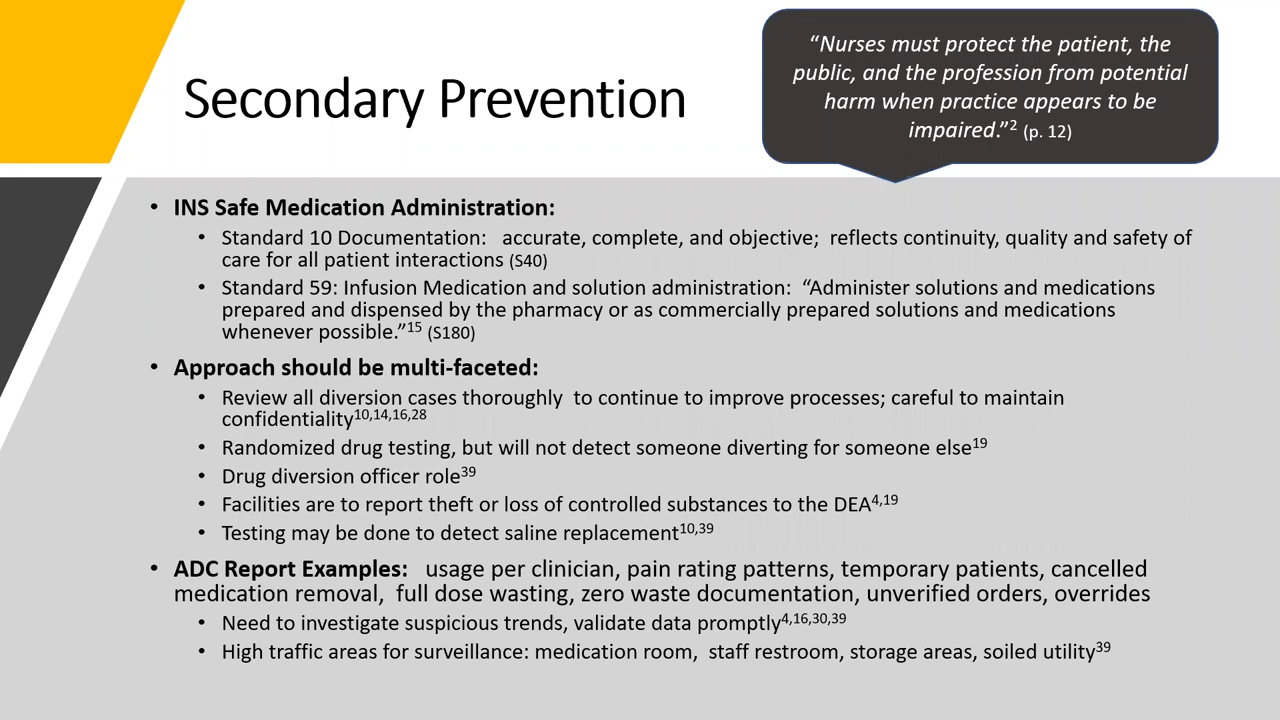 Secondary Prevention
“Nurses must protect the patient, the
public, and the profession from potential
harm when practice appears to be
impaired.”2 (p. 12)
• INS Safe Medication Administration:
• Standard 10 Documentation: accurate, complete, and objective; reflects continuity, quality and safety of
care for all patient interactions (S40)
• Standard 59: Infusion Medication and solution administration: “Administer solutions and medications
prepared and dispensed by the pharmacy or as commercially prepared solutions and medications
whenever possible.”15 (S180)
• Approach should be multi-faceted:
• Review all diversion cases thoroughly to continue to improve processes; careful to maintain
confidentiality10,14,16,28
• Randomized drug testing, but will not detect someone diverting for someone else19
• Drug diversion officer role39
• Facilities are to report theft or loss of controlled substances to the DEA4,19
• Testing may be done to detect saline replacement10,39
• ADC Report Examples: usage per clinician, pain rating patterns, temporary patients, cancelled
medication removal, full dose wasting, zero waste documentation, unverified orders, overrides
• Need to investigate suspicious trends, validate data promptly4,16,30,39
• High traffic areas for surveillance: medication room, staff restroom, storage areas, soiled utility39